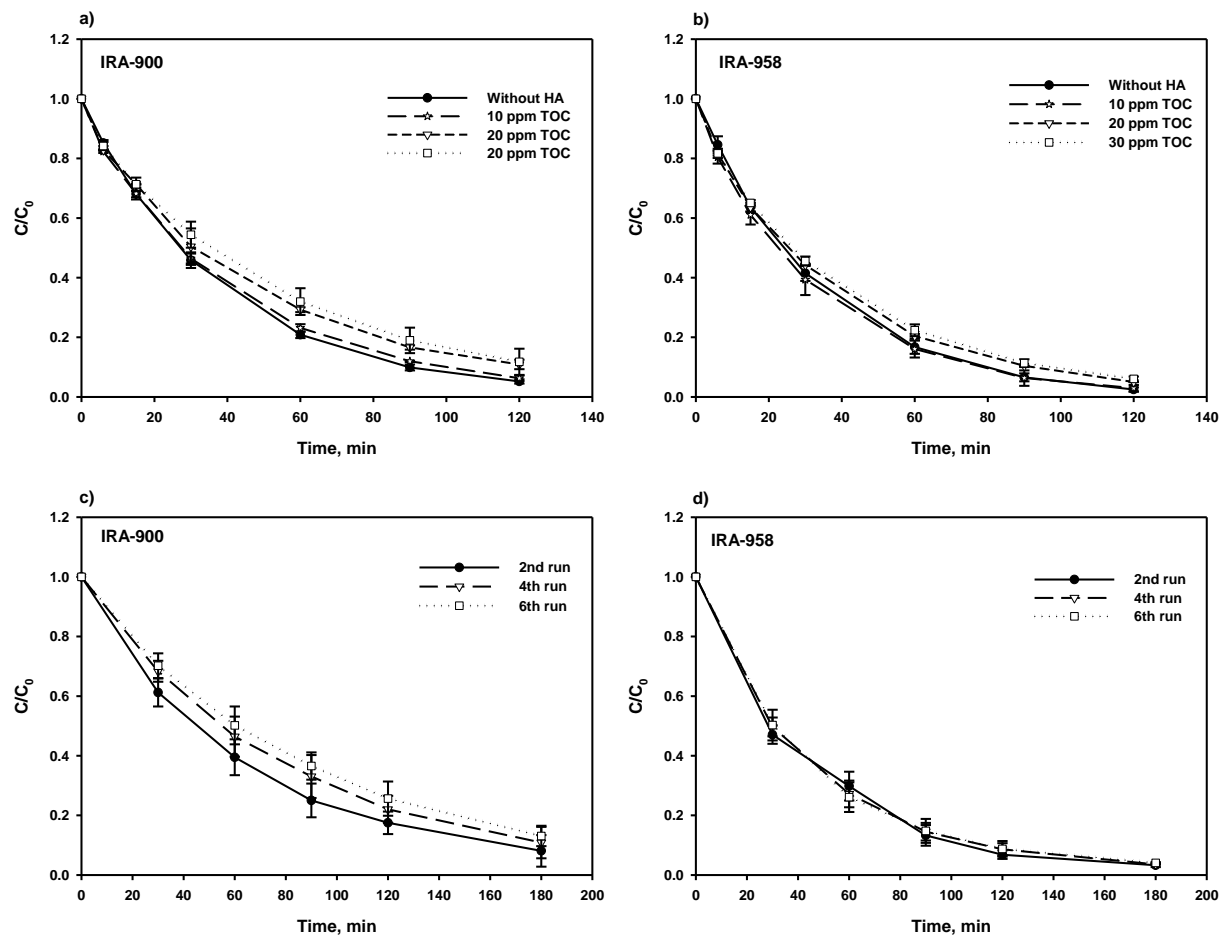 a)
IRA-900
Without HA
10 ppm TOC
20 ppm TOC
20 ppm TOC
1.2
1.0
0.8
0.6
0.4
0.2
0.0
C/C0
0 20 40 60 80 100 120 140
Time, min
b)
IRA-958
Without HA
10 ppm TOC
20 ppm TOC
30 ppm TOC
1.2
1.0
0.8
0.6
0.4
0.2
0.0
C/C0
0 20 40 60 80 100 120 140
Time, min
c)
IRA-900
2nd run
4th run
6th run
1.2
1.0
0.8
0.6
0.4
0.2
0.0
C/C0
0 20 40 60 80 100 120 140 160 180 200
Time, min
d)
IRA-958
2nd run
4th run
6th run
1.2
1.0
0.8
0.6
0.4
0.2
0.0
C/C0
0 20 40 60 80 100 120 140 160 180 200
Time, min